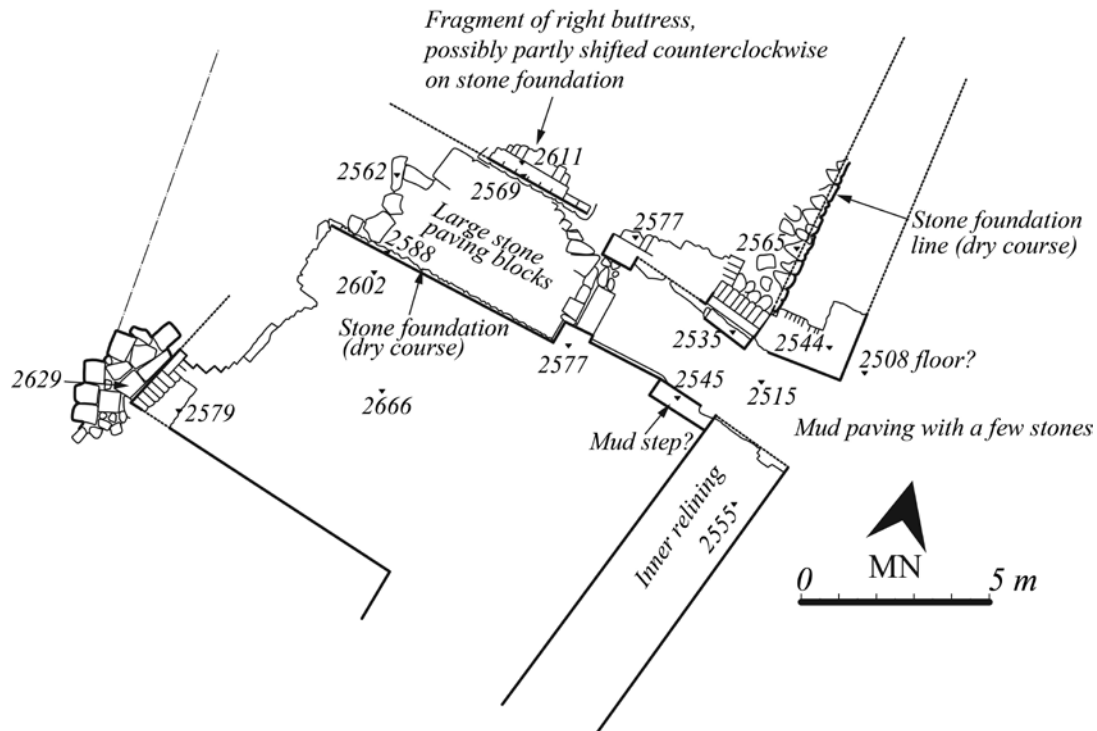 Fragment of right buttress,
possibly partly shifted counterclockwise
on stone foundation
2611
2562
2569
2577
Large stone
paving blocks
2565
Stone foundation
line (dry course)
2588
2602
Stone foundation
(dry course)
2577
2535
2544
2508 floor?
2629
2579
2666
2545
2515
Mud step?
Mud paving with a few stones
Inner relining
2555
MN
0
5 m